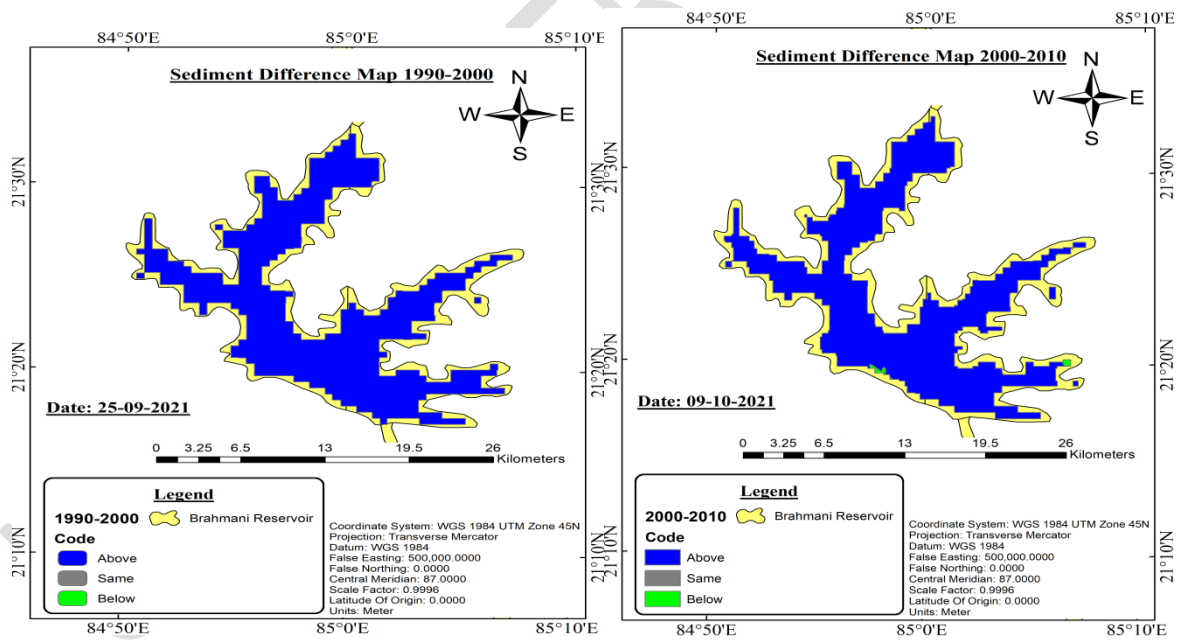 84°50'E 85°0'E 85°10'E
Sediment Difference Map 1990-2000
N
W E
S
21°30'N 21°30'N
21°20'N 21°20'N
Date: 25-09-2021
0 3.25 6.5 13 19.5 26
Kilometers
Legend
1990-2000 Brahmani Reservoir
Code
Above
Same
Below
Coordinate System: WGS 1984 UTM Zone 45N
Projection: Transverse Mercator
Datum: WGS 1984
False Easting: 500,000.0000
False Northing: 0.0000
Central Meridian: 87.0000
Scale Factor: 0.9996
Latitude Of Origin: 0.0000
Units: Meter
21°10'N 21°10'N
84°50'E 85°0'E 85°10'E
84°50'E 85°0'E 85°10'E
Sediment Difference Map 2000-2010
N
W E
S
21°30'N 21°30'N
21°20'N 21°20'N
Date: 09-10-2021
0 3.25 6.5 13 19.5 26
Kilometers
Legend
2000-2010 Brahmani Reservoir
Code
Above
Same
Below
Coordinate System: WGS 1984 UTM Zone 45N
Projection: Transverse Mercator
Datum: WGS 1984
False Easting: 500,000.0000
False Northing: 0.0000
Central Meridian: 87.0000
Scale Factor: 0.9996
Latitude Of Origin: 0.0000
Units: Meter
21°10'N 21°10'N
84°50'E 85°0'E 85°10'E